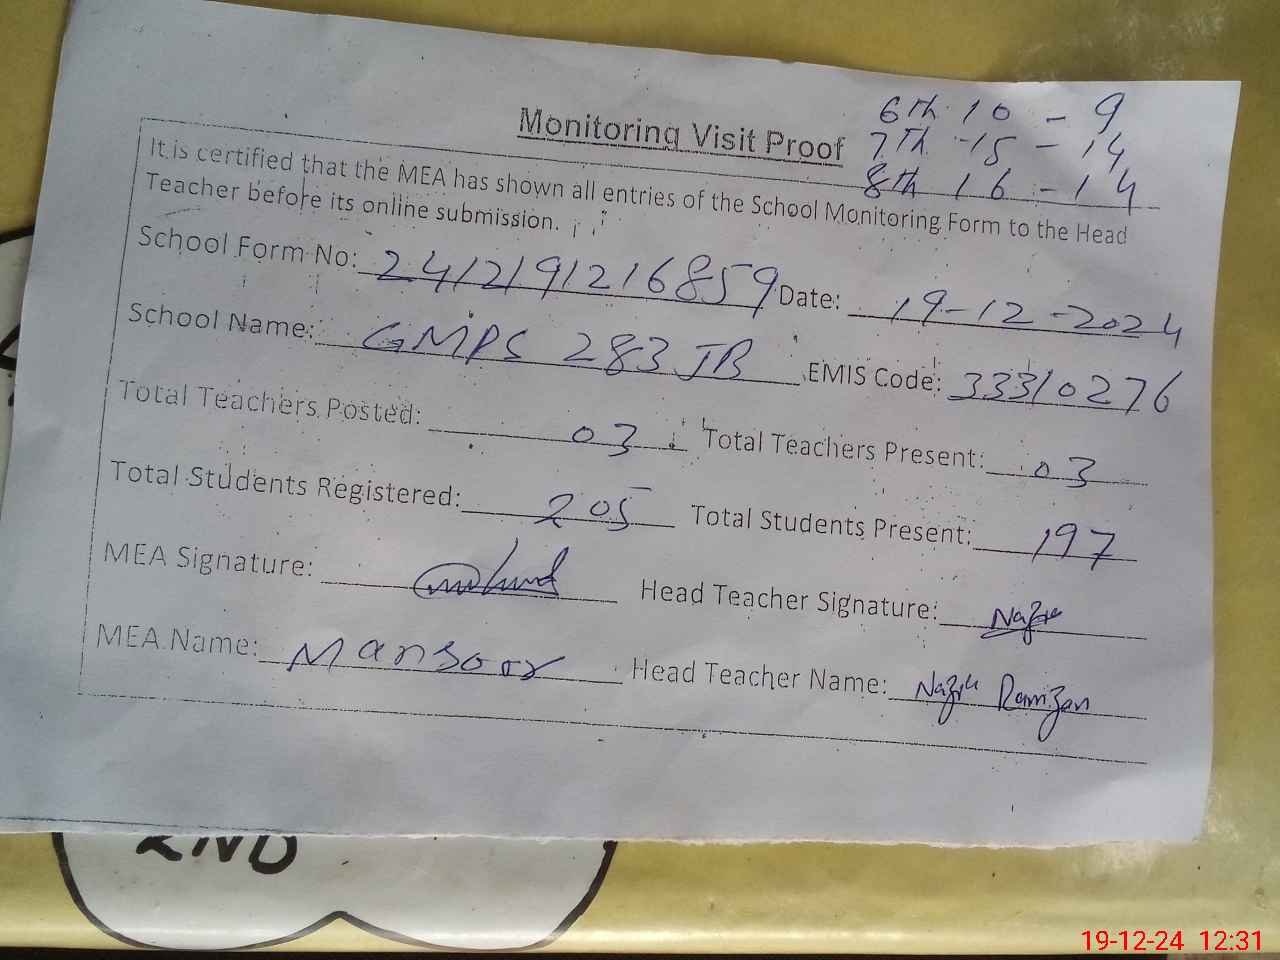 6th 10 - 9
7th 15 - 14
8th 16 - 14
Monitoring Visit Proof
It is certified that the MEA has shown all entries of the School Monitoring Form to the Head
Teacher before its online submission.
School Form No: 2412191216859 Date: 19-12-2024
School Name: GMPS 283 JB EMIS Code: 33310276
Total Teachers Posted: 03 Total Teachers Present: 03
Total Students Registered: 205 Total Students Present: 197
MEA Signature: Head Teacher Signature:
MEA Name: Mansoor Head Teacher Name: Ramizan
2ND
19-12-24 12:31